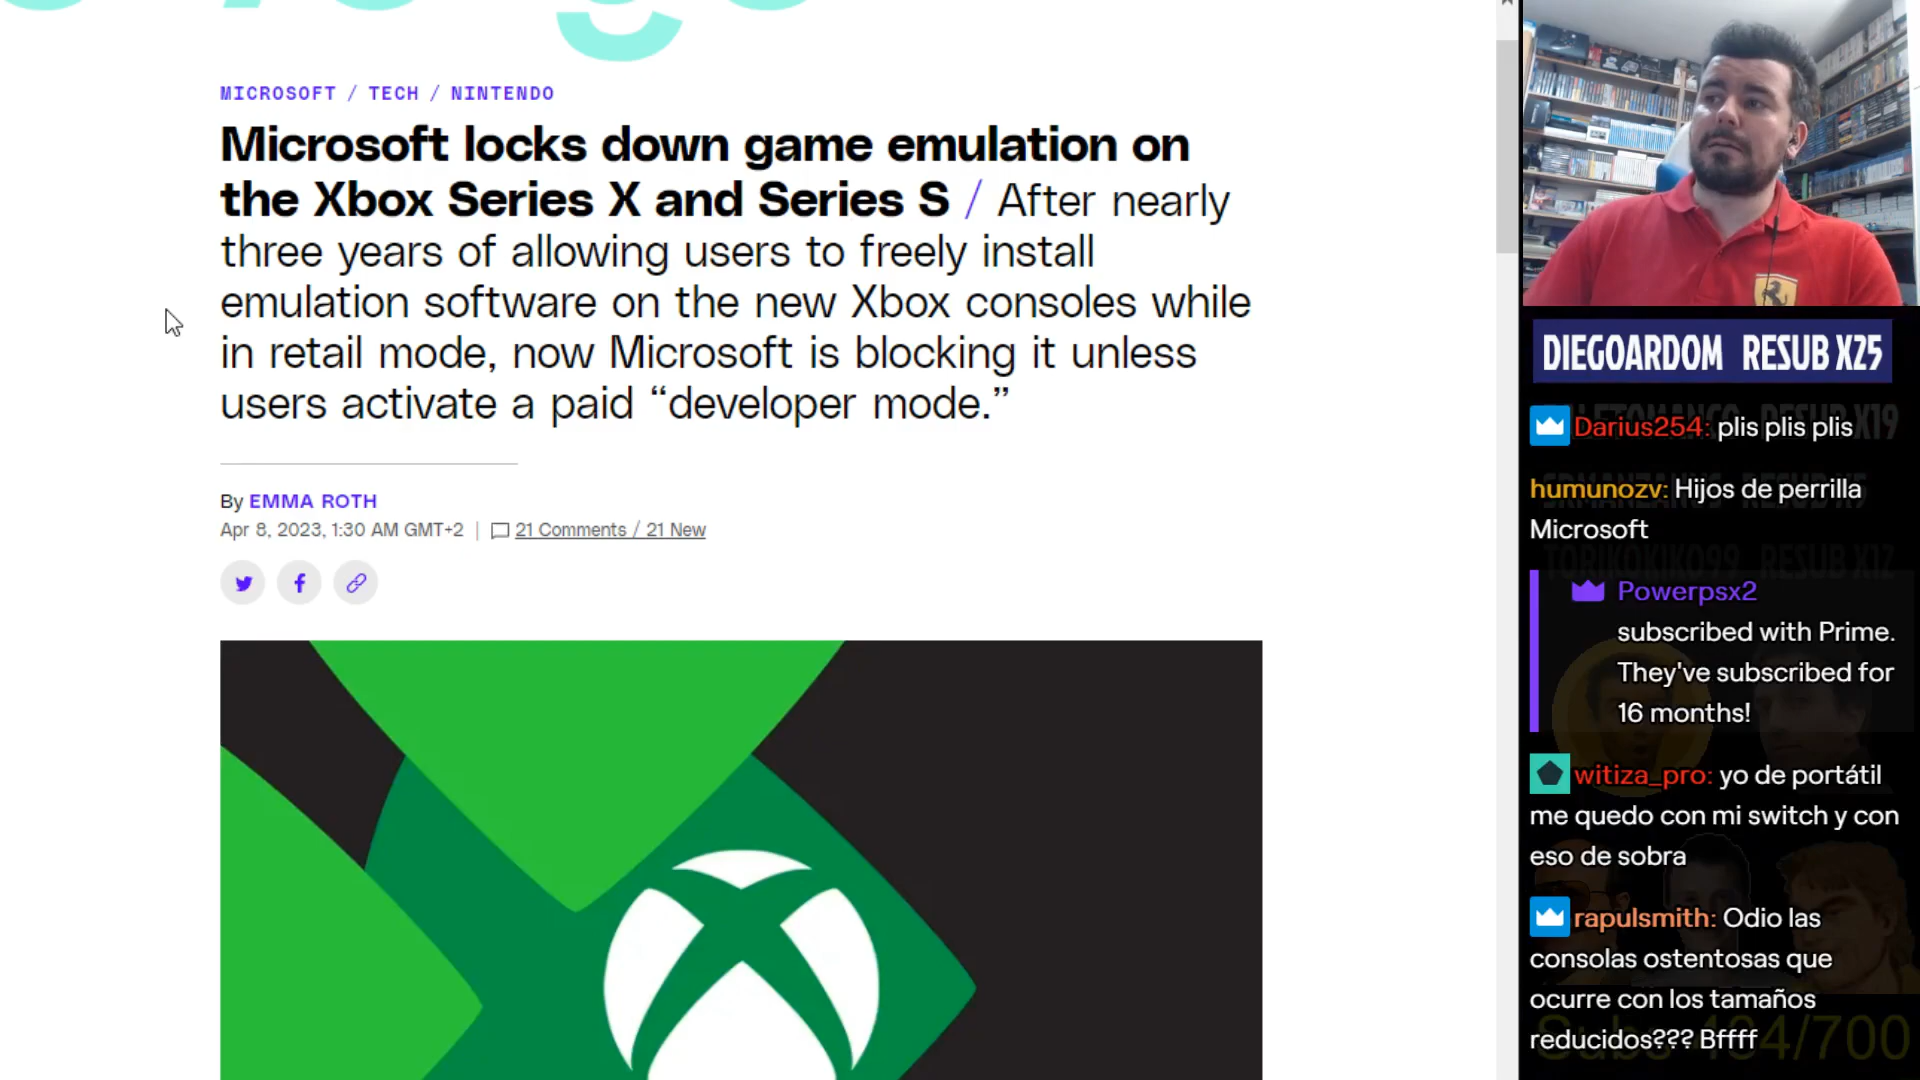 MICROSOFT / TECH / NINTENDO
Microsoft locks down game emulation on
the Xbox Series X and Series S / After nearly
three years of allowing users to freely install
emulation software on the new Xbox consoles while
in retail mode, now Microsoft is blocking it unless
users activate a paid “developer mode.”
By EMMA ROTH
Apr 8, 2023, 1:30 AM GMT+2 | 21 Comments / 21 New
DIEGOARDOM RESUB X25
Darius254: plis plis plis
humunozv: Hijos de perrilla
Microsoft
Powerpsx2
subscribed with Prime.
They've subscribed for
16 months!
witiza_pro: yo de portátil
me quedo con mi switch y con
eso de sobra
rapulsmith: Odio las
consolas ostentosas que
ocurre con los tamaños
reducidos??? Bffff